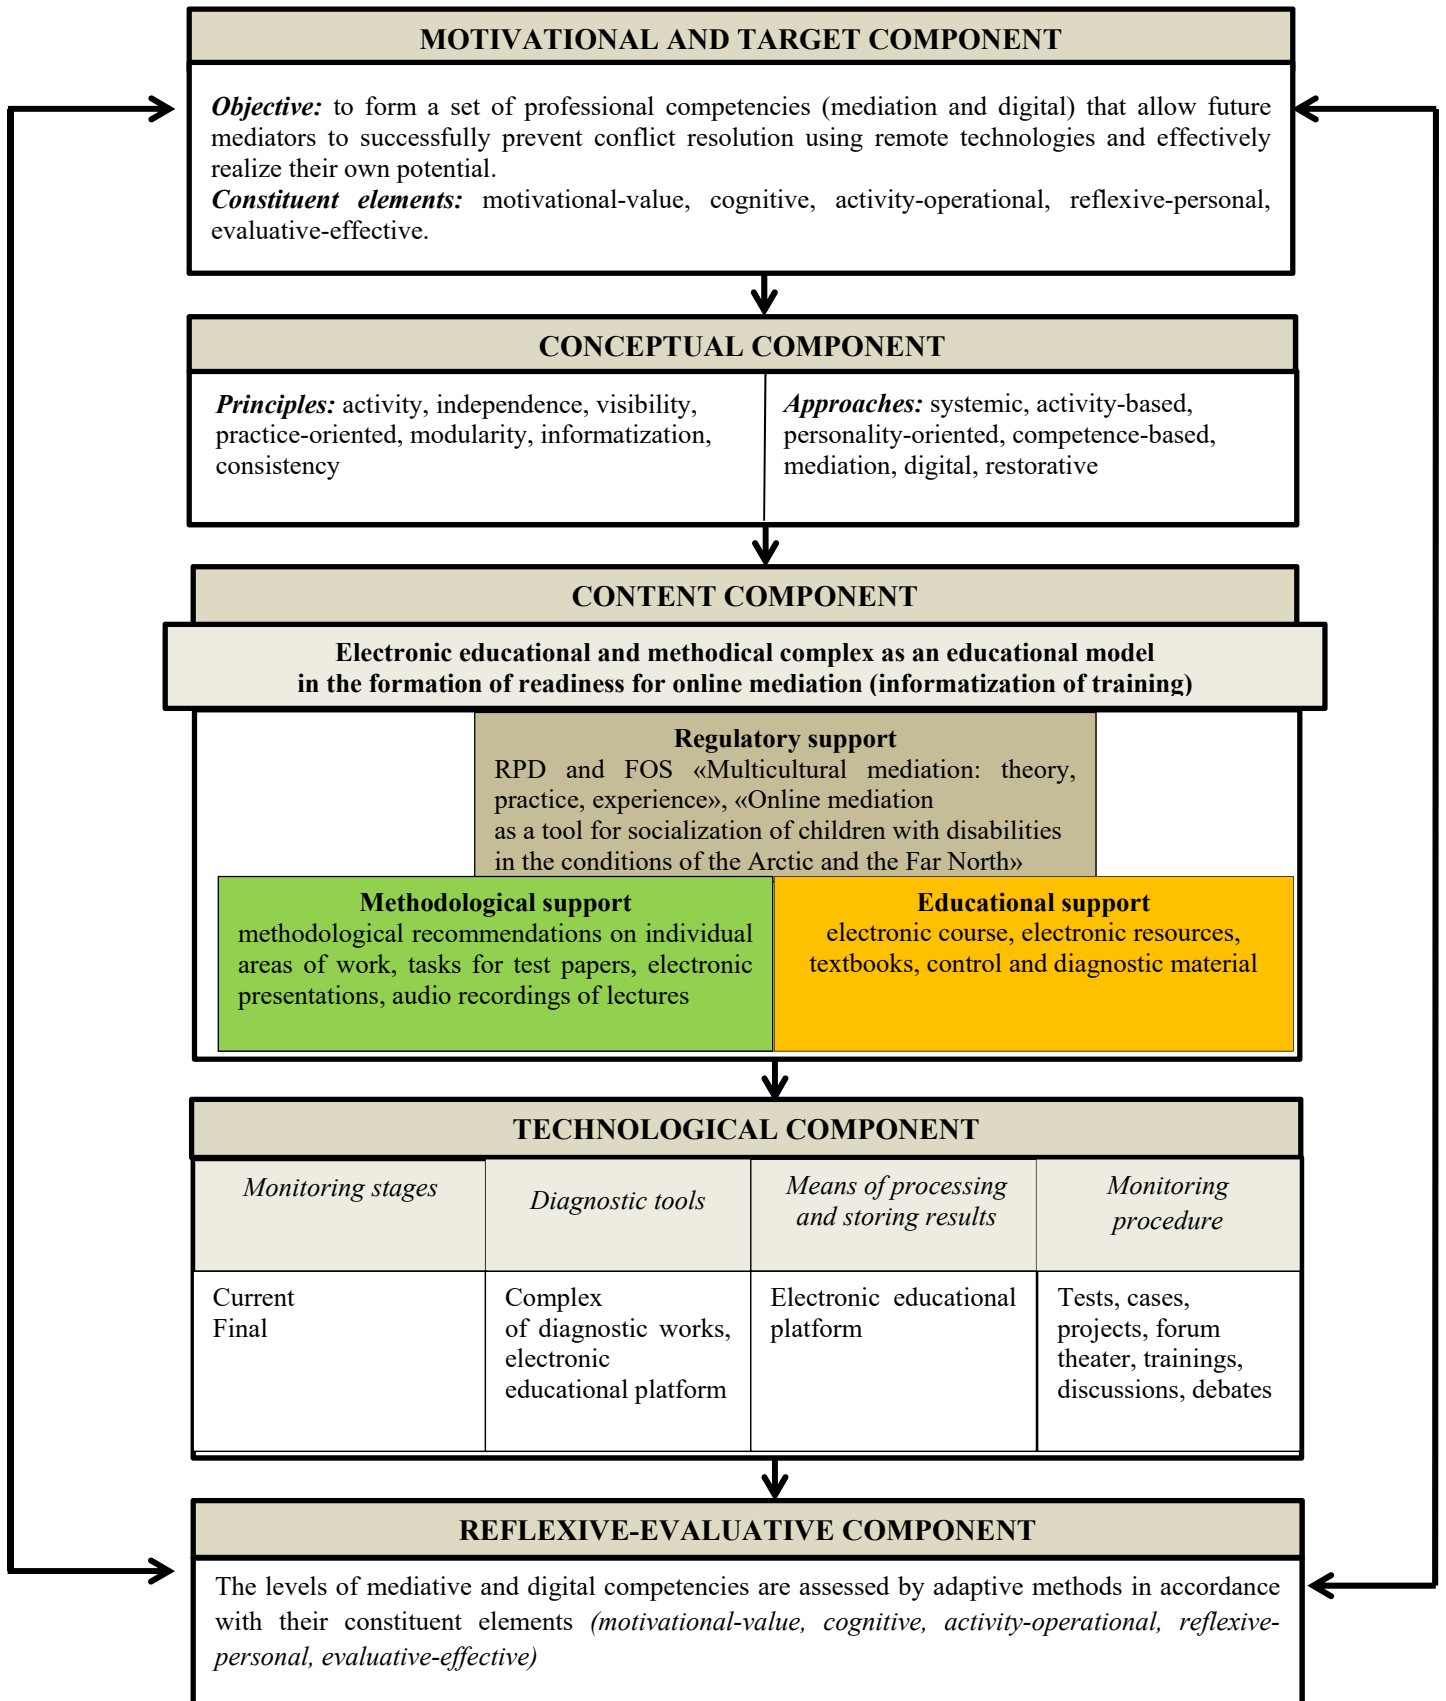 MOTIVATIONAL AND TARGET COMPONENT
Objective: to form a set of professional competencies (mediation and digital) that allow future
mediators to successfully prevent conflict resolution using remote technologies and effectively
realize their own potential.
Constituent elements: motivational-value, cognitive, activity-operational, reflexive-personal,
evaluative-effective.
CONCEPTUAL COMPONENT
Principles: activity, independence, visibility,
practice-oriented, modularity, informatization,
consistency
Approaches: systemic, activity-based,
personality-oriented, competence-based,
mediation, digital, restorative
CONTENT COMPONENT
Electronic educational and methodical complex as an educational model
in the formation of readiness for online mediation (informatization of training)
Regulatory support
RPD and FOS «Multicultural mediation: theory,
practice, experience», «Online mediation
as a tool for socialization of children with disabilities
in the conditions of the Arctic and the Far North»
Methodological support
methodological recommendations on individual
areas of work, tasks for test papers, electronic
presentations, audio recordings of lectures
Educational support
electronic course, electronic resources,
textbooks, control and diagnostic material
TECHNOLOGICAL COMPONENT
Monitoring stages
Diagnostic tools
Means of processing
and storing results
Monitoring
procedure
Current
Final
Complex
of diagnostic works,
electronic
educational platform
Electronic educational
platform
Tests, cases,
projects, forum
theater, trainings,
discussions, debates
REFLEXIVE-EVALUATIVE COMPONENT
The levels of mediative and digital competencies are assessed by adaptive methods in accordance
with their constituent elements (motivational-value, cognitive, activity-operational, reflexive-
personal, evaluative-effective)